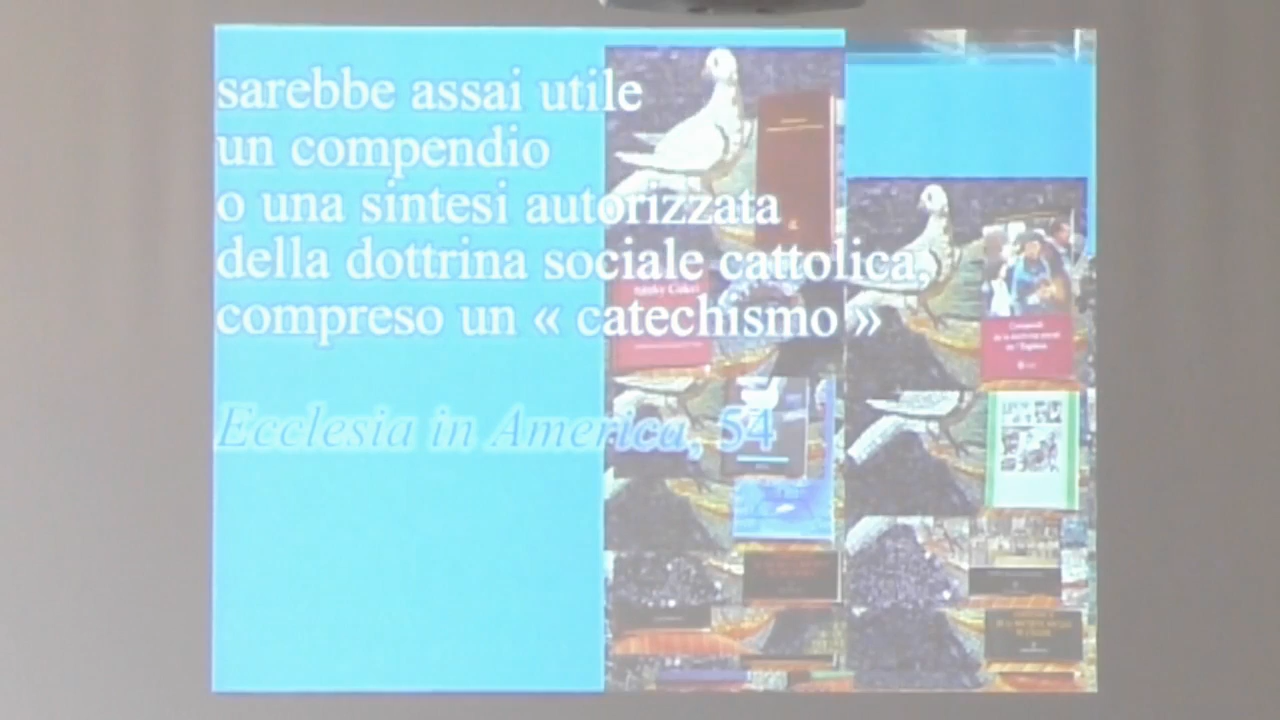 sarebbe assai utile
un compendio
o una sintesi autorizzata
della dottrina sociale cattolica,
compreso un « catechismo »
Ecclesia in America, 54